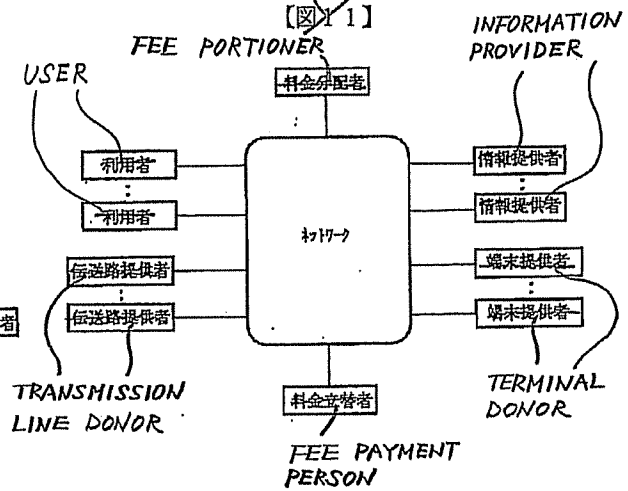 【図11】
FEE PORTIONER
INFORMATION
PROVIDER
USER
料金分配者
利用者
情報提供者
利用者
情報提供者
ネットワーク
伝送路提供者
端末提供者
者
伝送路提供者
端末提供者
TRANSMISSION
LINE DONOR
料金立替者
TERMINAL
DONOR
FEE PAYMENT
PERSON